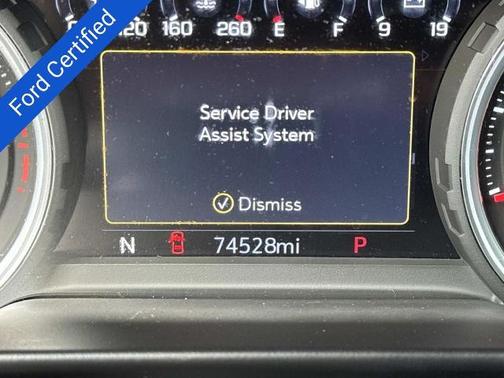 Ford Certified
120 160 260 E F 9 19
Service Driver
Assist System
Dismiss
N 74528mi P